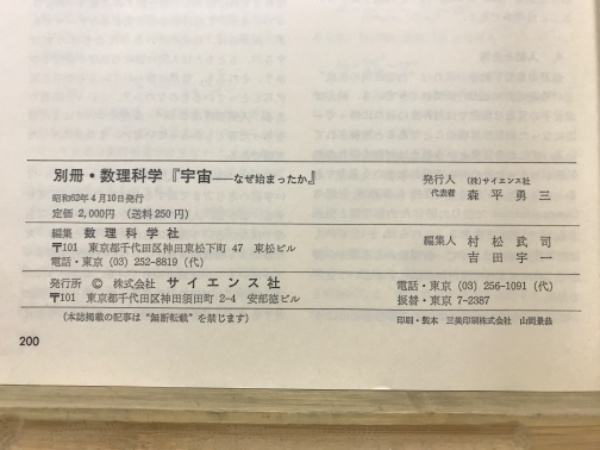 別冊・数理科学『宇宙──なぜ始まったか』
昭和62年4月10日発行
定価 2,000円 (送料250円)
発行人 (株)サイエンス社
代表者 森平勇三
編集 数理科学社
〒101 東京都千代田区神田東松下町 47 東松ビル
電話・東京 (03) 252-8819 (代)
編集人 村松武司
吉田宇一
発行所 © 株式会社 サイエンス社
〒101 東京都千代田区神田須田町 2-4 安部徳ビル
電話・東京 (03) 256-1091 (代)
振替・東京 7-2387
(本誌掲載の記事は“無断転載”を禁じます)
印刷・製本 三美印刷株式会社 山岡景恭
200